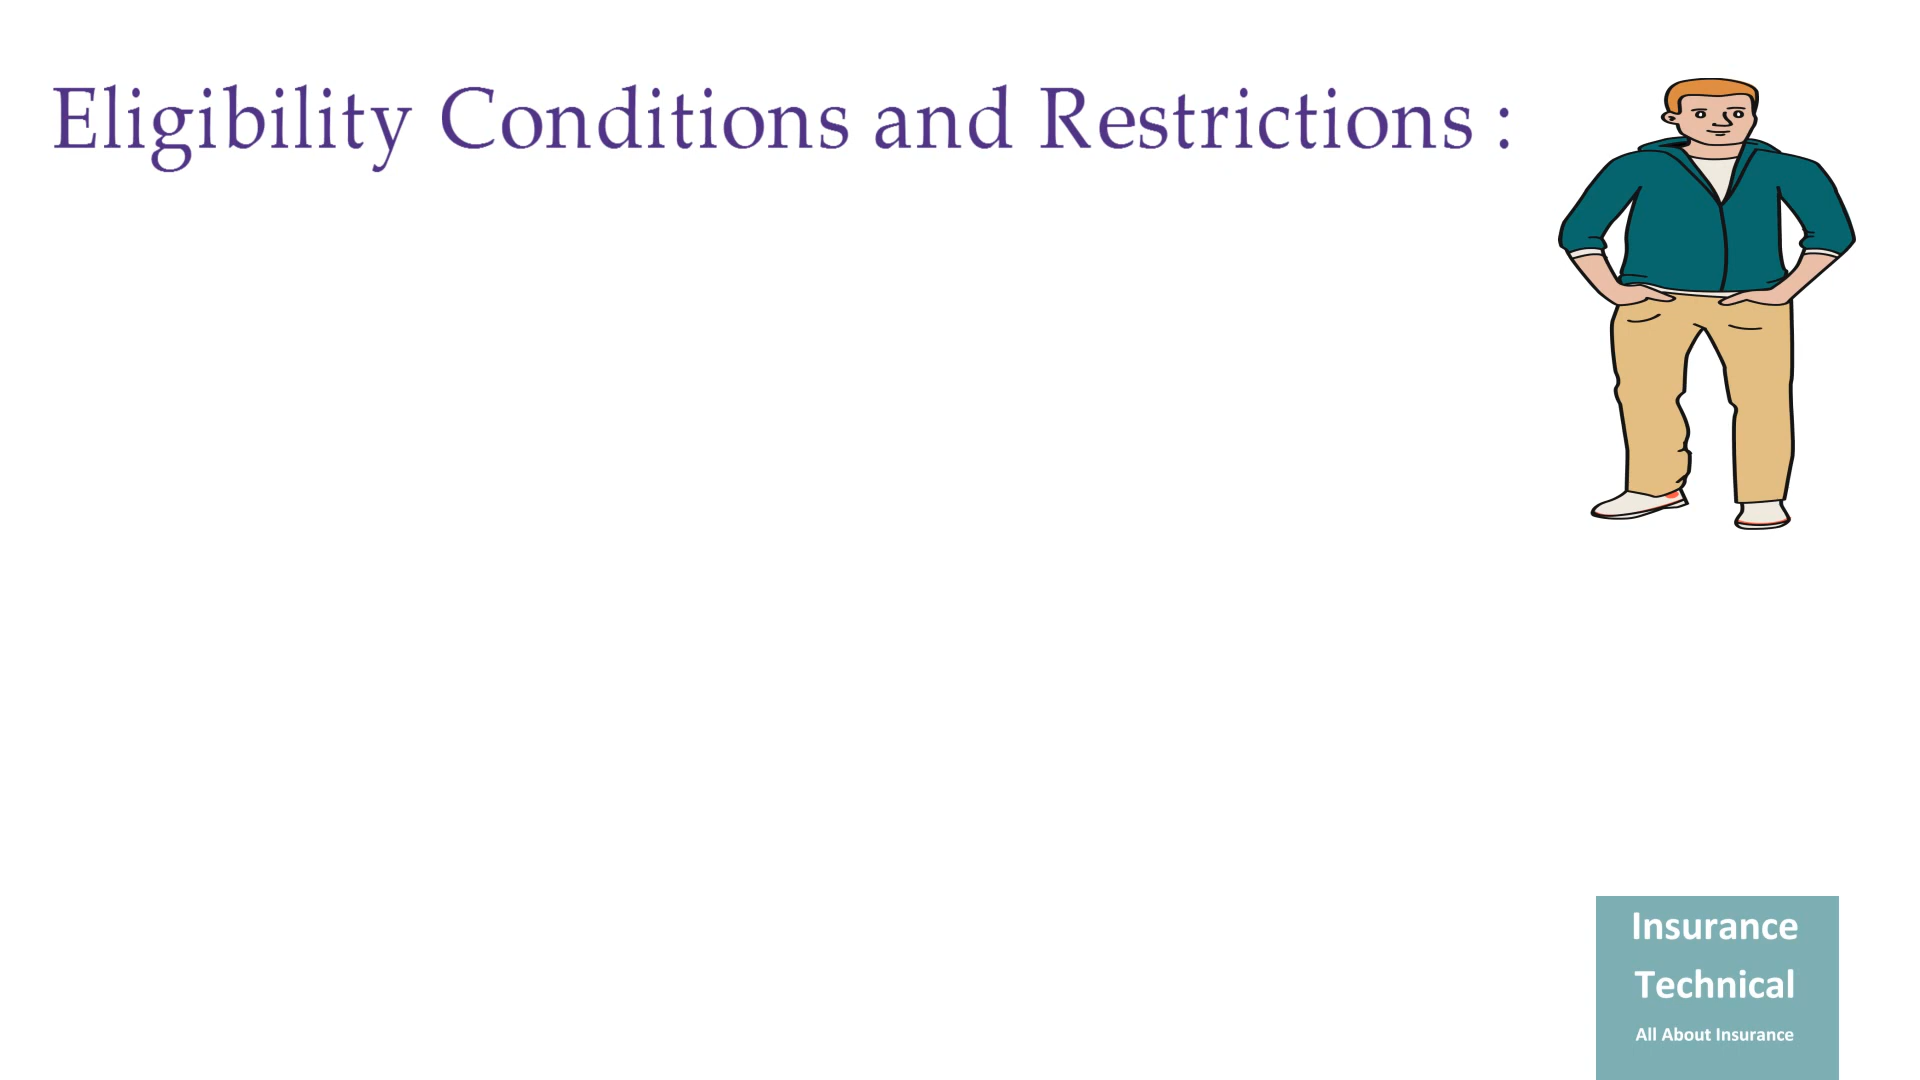 Eligibility Conditions and Restrictions :
Insurance
Technical
All About Insurance